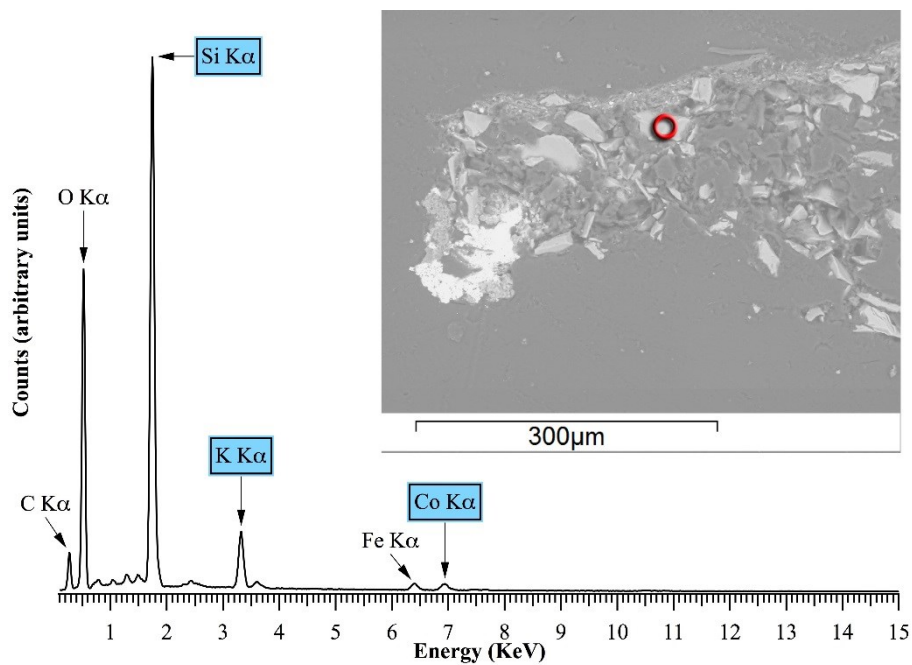 Si Kα
O Kα
K Kα
C Kα
Fe Kα
Co Kα
Counts (arbitrary units)
300µm
1 2 3 4 5 6 7 8 9 10 11 12 13 14 15
Energy (KeV)